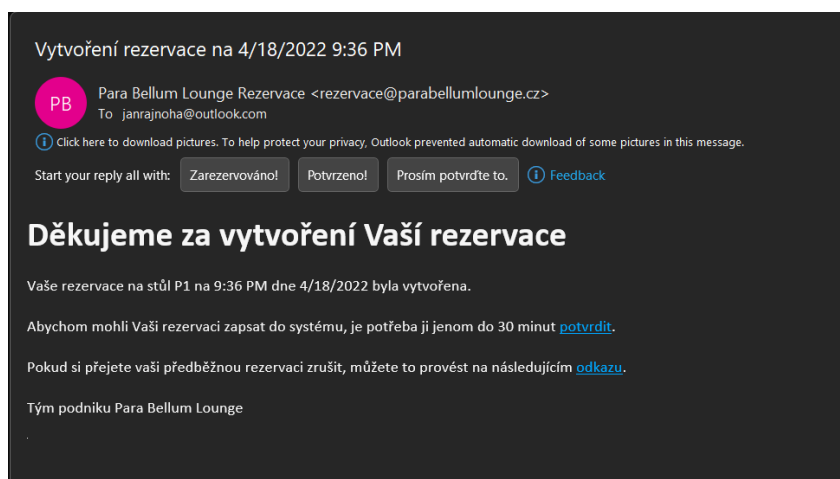 Vytvoření rezervace na 4/18/2022 9:36 PM
PB
Para Bellum Lounge Rezervace <rezervace@parabellumlounge.cz>
To janrajnoha@outlook.com
Click here to download pictures. To help protect your privacy, Outlook prevented automatic download of some pictures in this message.
Start your reply all with: Zarezervováno! Potvrzeno! Prosím potvrďte to. Feedback
Děkujeme za vytvoření Vaší rezervace
Vaše rezervace na stůl P1 na 9:36 PM dne 4/18/2022 byla vytvořena.
Abychom mohli Vaši rezervaci zapsat do systému, je potřeba ji jenom do 30 minut potvrdit.
Pokud si přejete vaši předběžnou rezervaci zrušit, můžete to provést na následujícím odkazu.
Tým podniku Para Bellum Lounge